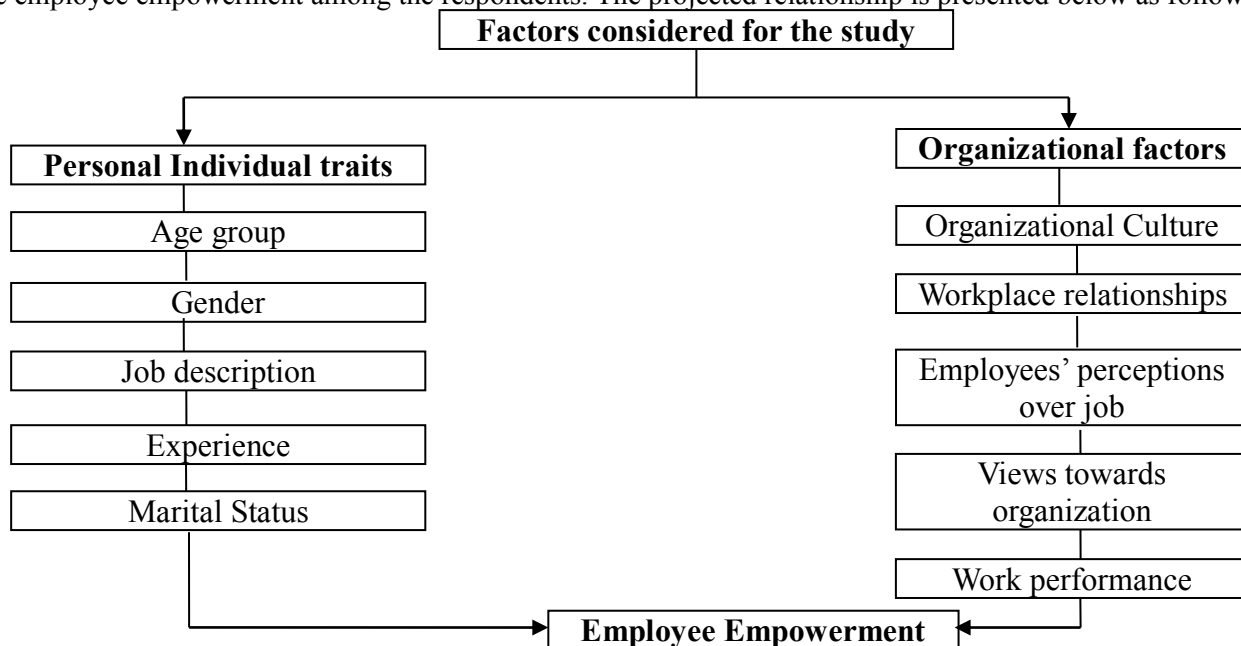 e employee empowerment among the respondents. The projected relationship is presented below as follow
Factors considered for the study
Personal Individual traits
Age group
Gender
Job description
Experience
Marital Status
Organizational factors
Organizational Culture
Workplace relationships
Employees’ perceptions
over job
Views towards
organization
Work performance
Employee Empowerment